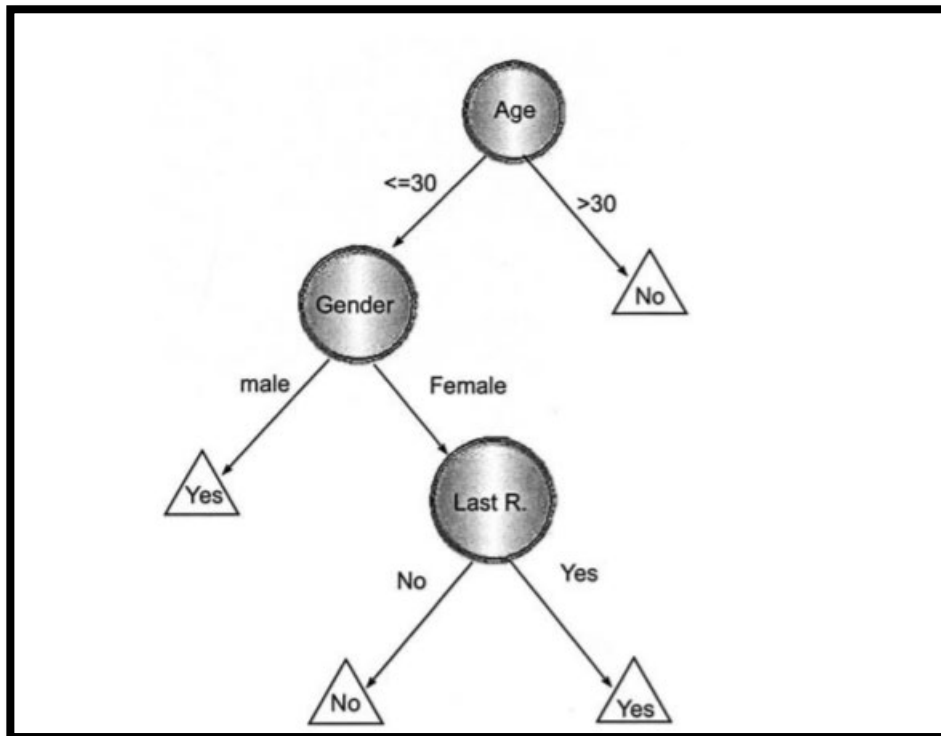 Age
<=30
>30
Gender
No
male
Female
Yes
Last R.
No
Yes
No
Yes